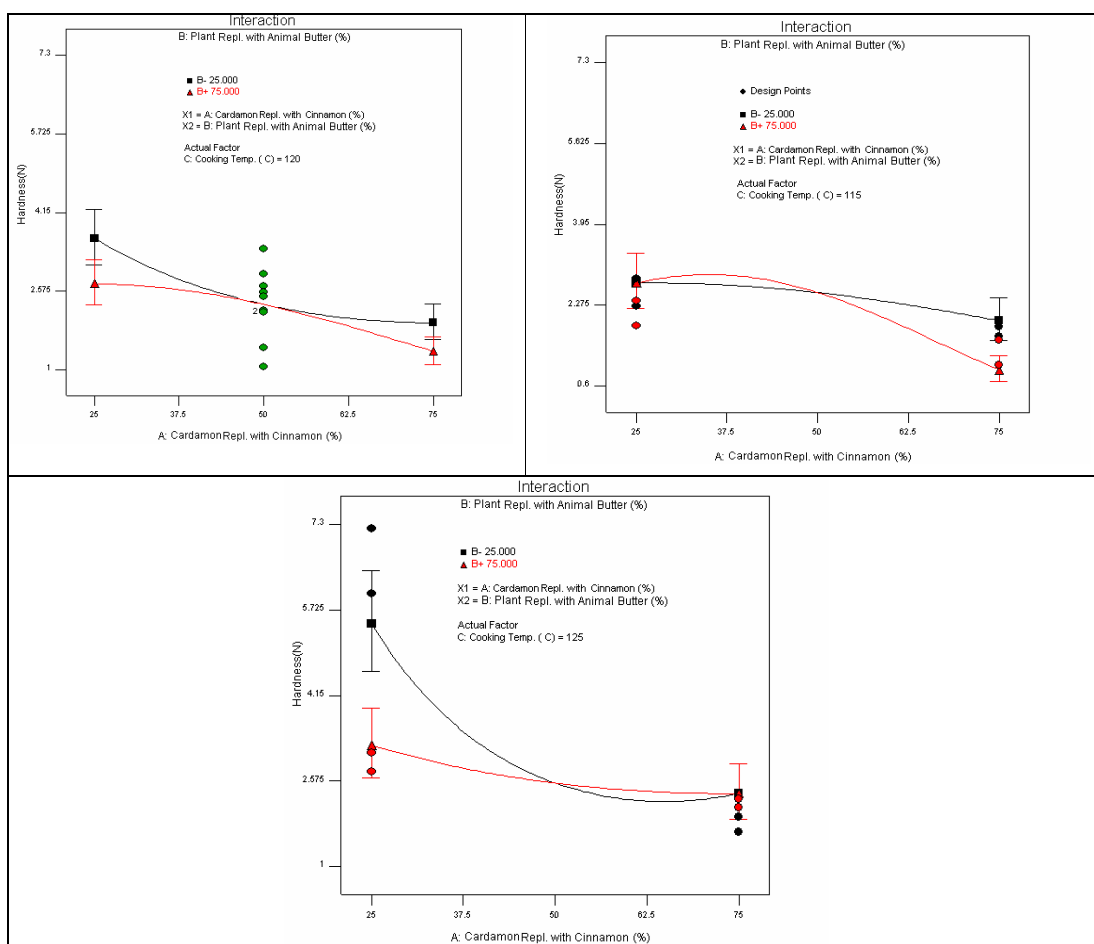 Interaction
B: Plant Repl. with Animal Butter (%)
7.3
B- 25.000
B+ 75.000
X1 = A: Cardamon Repl. with Cinnamon (%)
X2 = B: Plant Repl. with Animal Butter (%)
Actual Factor
C: Cooking Temp. ( C) = 120
5.725
4.15
2.575
1
Hardness(N)
2
25 37.5 50 62.5 75
A: Cardamon Repl. with Cinnamon (%)
Interaction
B: Plant Repl. with Animal Butter (%)
7.3
Design Points
B- 25.000
B+ 75.000
X1 = A: Cardamon Repl. with Cinnamon (%)
X2 = B: Plant Repl. with Animal Butter (%)
Actual Factor
C: Cooking Temp. ( C) = 115
5.625
3.95
2.275
0.6
Hardness(N)
25 37.5 50 62.5 75
A: Cardamon Repl. with Cinnamon (%)
Interaction
B: Plant Repl. with Animal Butter (%)
7.3
B- 25.000
B+ 75.000
X1 = A: Cardamon Repl. with Cinnamon (%)
X2 = B: Plant Repl. with Animal Butter (%)
Actual Factor
C: Cooking Temp. ( C) = 125
5.725
4.15
2.575
1
Hardness(N)
25 37.5 50 62.5 75
A: Cardamon Repl. with Cinnamon (%)